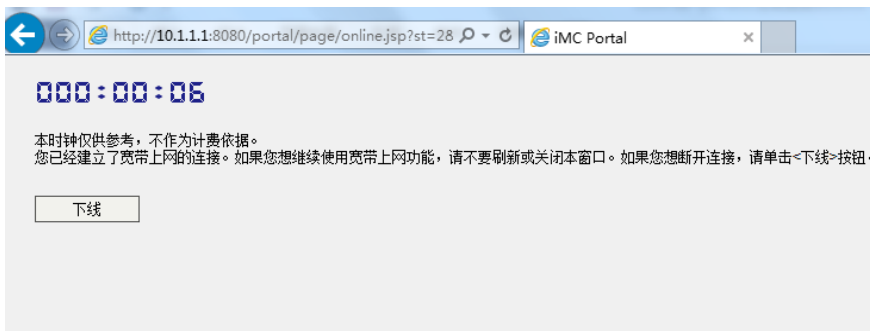 http://10.1.1.1:8080/portal/page/online.jsp?st=28
iMC Portal
000:00:06
本时钟仅供参考，不作为计费依据。
您已经建立了宽带上网的连接。如果您想继续使用宽带上网功能，请不要刷新或关闭本窗口。如果您想断开连接，请单击<下线>按钮。
下线